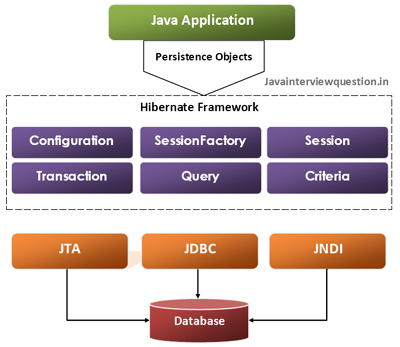 Java Application
Persistence Objects
Javainterviewquestion.in
Hibernate Framework
Configuration
SessionFactory
Session
Transaction
Query
Criteria
JTA
JDBC
JNDI
Database